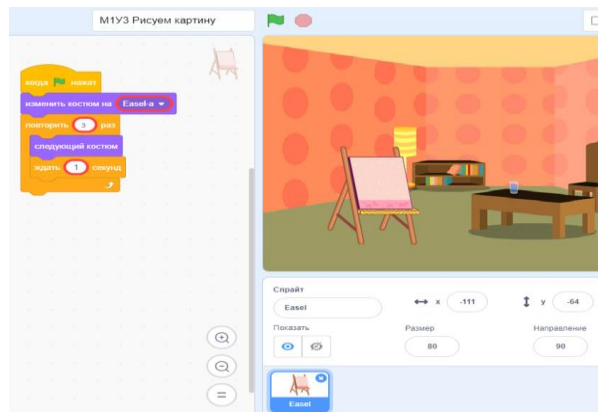 М1У3 Рисуем картину
когда нажат
изменить костюм на Easel-a
повторить 3 раз
следующий костюм
ждать 1 секунд
Спрайт
Easel
x -111
y -64
Показать
Размер
80
Направление
90
Easel